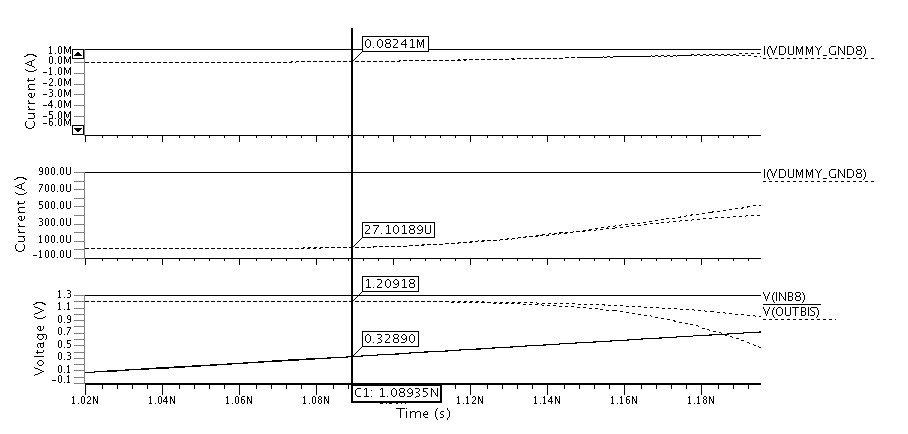 Current (A)
1.0M
0.0M
-1.0M
-2.0M
-3.0M
-4.0M
-5.0M
-6.0M
0.08241M
I(VDUMMY_GND8)
Current (A)
900.0U
700.0U
500.0U
300.0U
100.0U
-100.0U
27.10189U
I(VDUMMY_GND8)
Voltage (V)
1.3
1.1
0.9
0.7
0.5
0.3
0.1
-0.1
1.20918
0.32890
V(INB8)
V(OUTBIS)
1.02N 1.04N 1.06N 1.08N 1.12N 1.14N 1.16N 1.18N
C1: 1.08935N
Time (s)